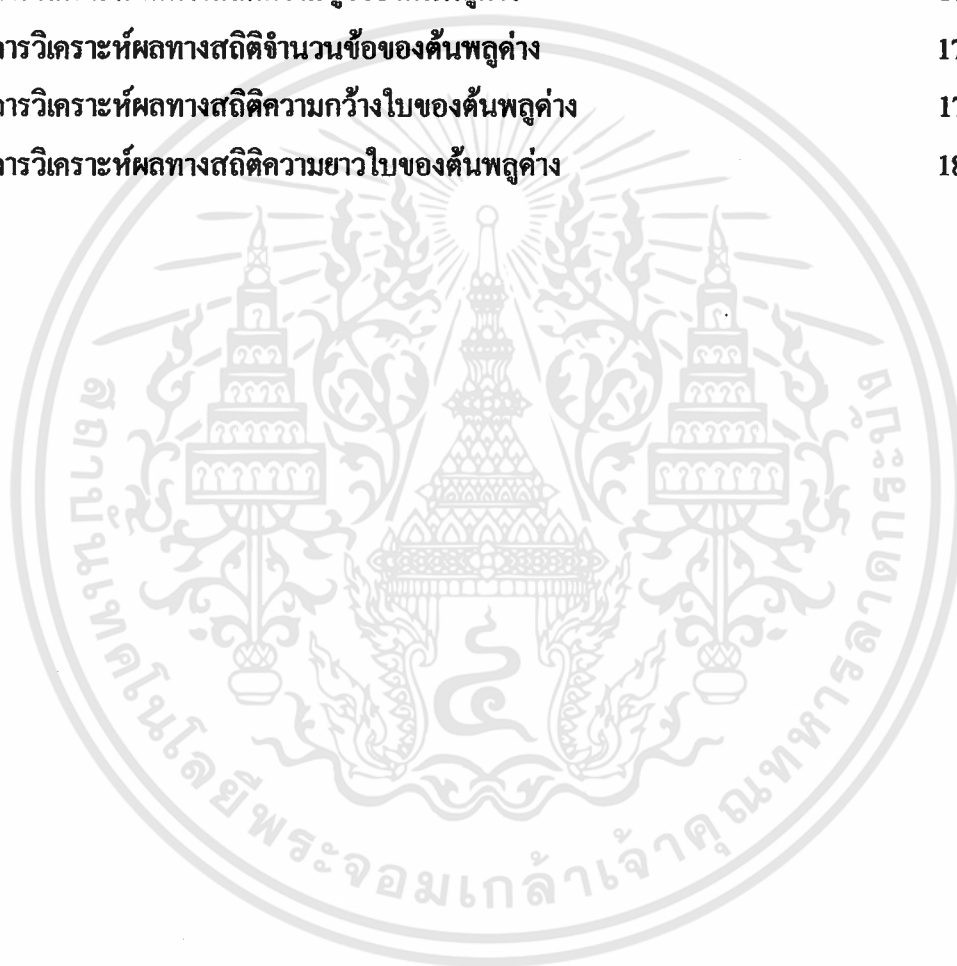 การวิเคราะห์ผลทางสถิติจำนวนข้อของต้นพลูด่าง 17
การวิเคราะห์ผลทางสถิติความกว้างใบของต้นพลูด่าง 17
การวิเคราะห์ผลทางสถิติความยาวใบของต้นพลูด่าง 18
สถาบันเทคโนโลยีพระจอมเกล้าเจ้าคุณทหารลาดกระบัง